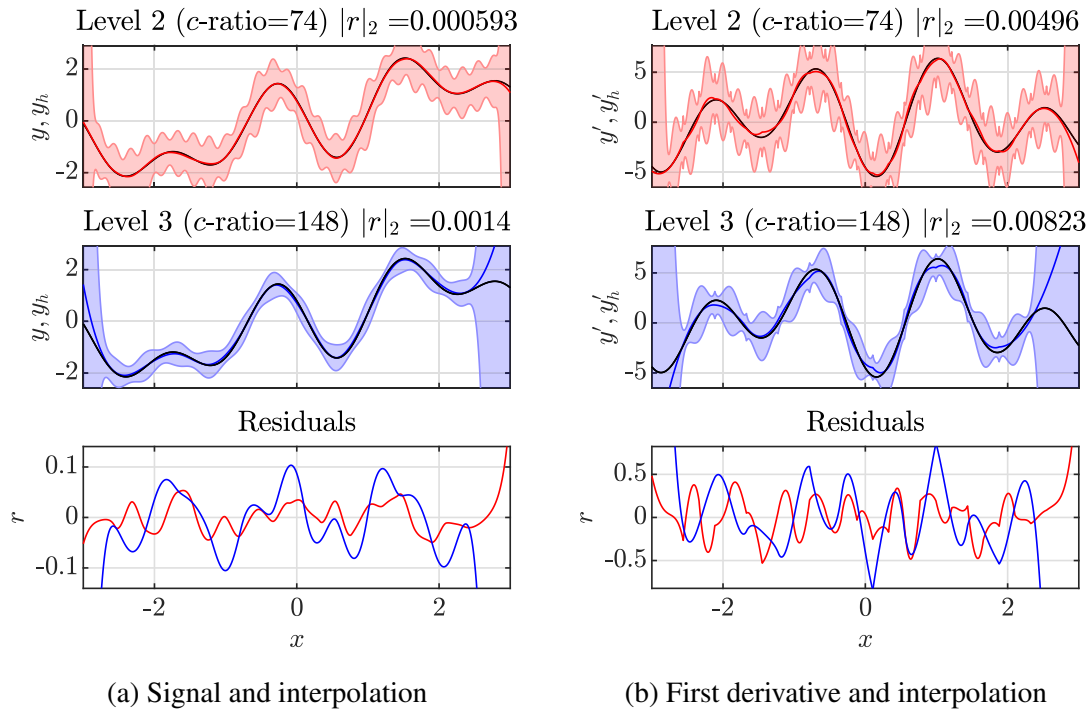 Level 2 (c-ratio=74) |r|₂ =0.000593
2
0
-2
y, y_h
Level 3 (c-ratio=148) |r|₂ =0.0014
2
0
-2
y, y_h
Residuals
0.1
0
-0.1
r
-2 0 2
x
(a) Signal and interpolation
Level 2 (c-ratio=74) |r|₂ =0.00496
5
0
-5
y′, y′_h
Level 3 (c-ratio=148) |r|₂ =0.00823
5
0
-5
y′, y′_h
Residuals
0.5
0
-0.5
r
-2 0 2
x
(b) First derivative and interpolation